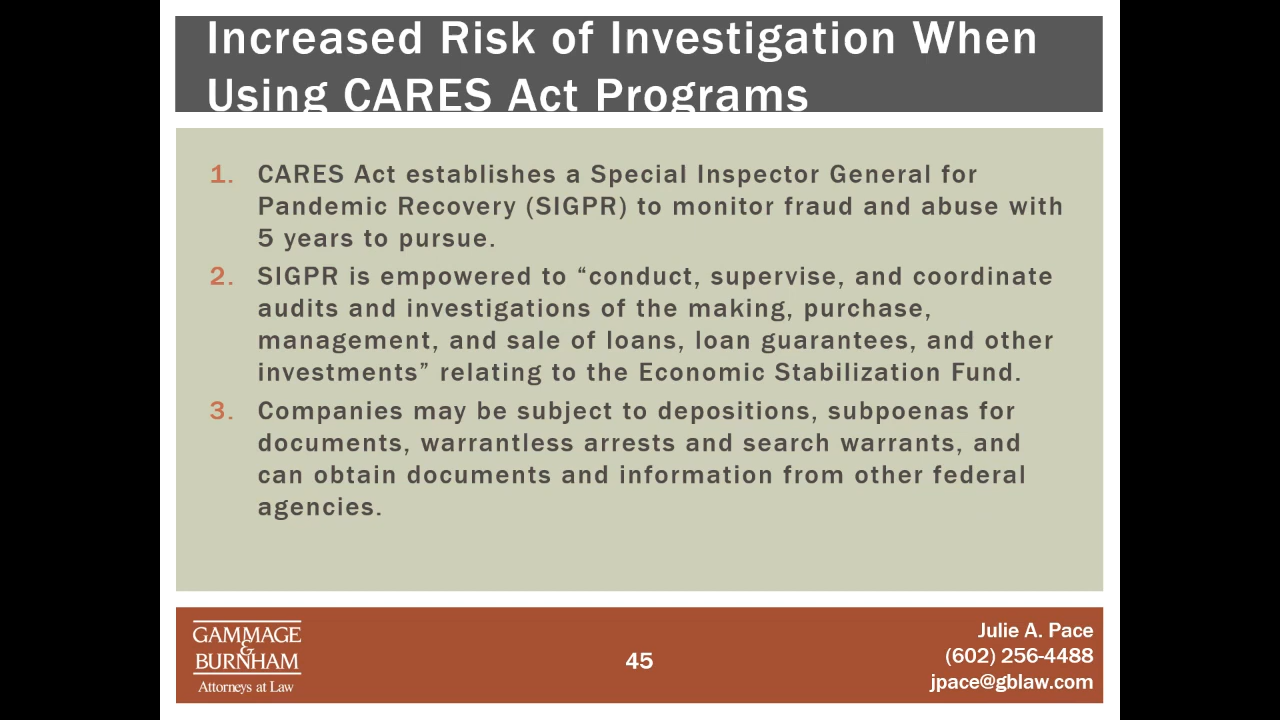 Increased Risk of Investigation When
Using CARES Act Programs
1. CARES Act establishes a Special Inspector General for
Pandemic Recovery (SIGPR) to monitor fraud and abuse with
5 years to pursue.
2. SIGPR is empowered to “conduct, supervise, and coordinate
audits and investigations of the making, purchase,
management, and sale of loans, loan guarantees, and other
investments” relating to the Economic Stabilization Fund.
3. Companies may be subject to depositions, subpoenas for
documents, warrantless arrests and search warrants, and
can obtain documents and information from other federal
agencies.
GAMMAGE
&
BURNHAM
Attorneys at Law
45
Julie A. Pace
(602) 256-4488
jpace@gblaw.com